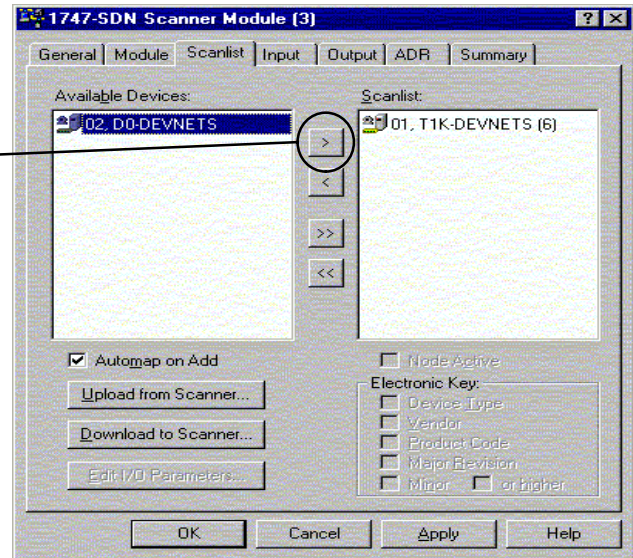 1747-SDN Scanner Module (3)
General Module Scanlist Input Output ADR Summary
Available Devices:
Scanlist:
02, D0-DEVNETS
01, T1K-DEVNETS (6)
>
<
>>
<<
Automap on Add
Node Active
Upload from Scanner...
Electronic Key:
Device Type
Download to Scanner...
Vendor
Product Code
Edit I/O Parameters...
Major Revision
Minor or higher
OK Cancel Apply Help